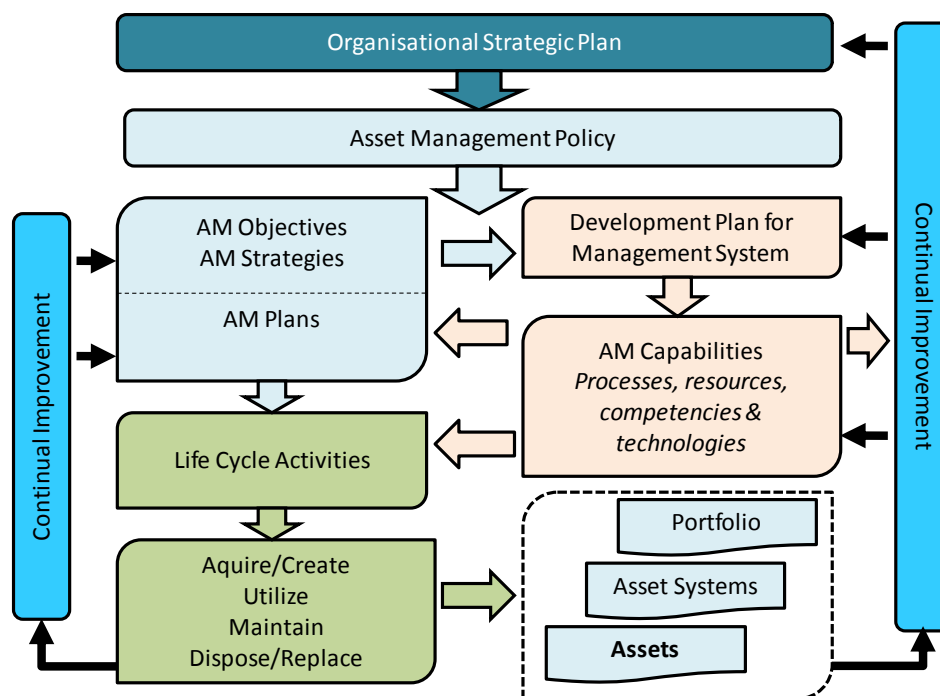 Organisational Strategic Plan
Asset Management Policy
AM Objectives
AM Strategies
AM Plans
Development Plan for
Management System
AM Capabilities
Processes, resources,
competencies &
technologies
Life Cycle Activities
Aquire/Create
Utilize
Maintain
Dispose/Replace
Portfolio
Asset Systems
Assets
Continual Improvement
Continual Improvement